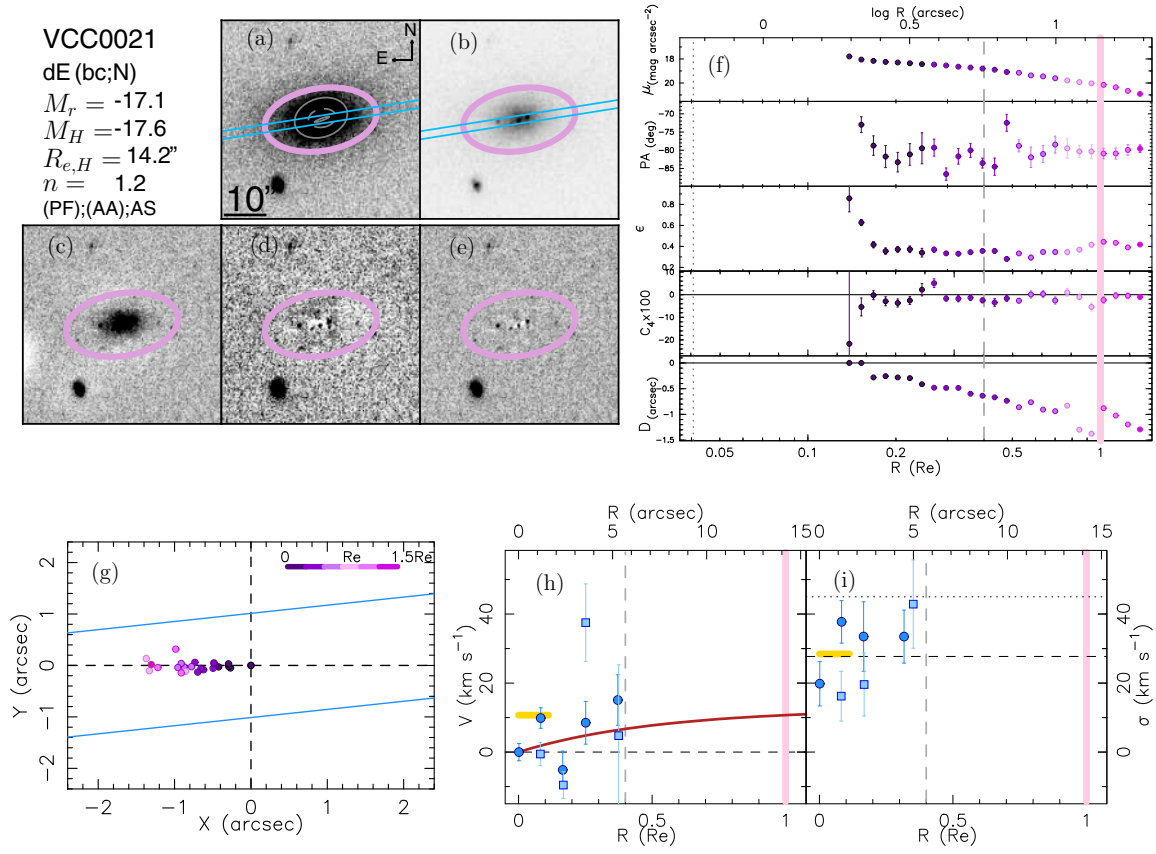 VCC0021
dE (bc;N)
M_r = -17.1
M_H = -17.6
R_{e,H} = 14.2"
n = 1.2
(PF);(AA);AS
(a)
N
E
10"
(b)
(c)
(d)
(e)
log R (arcsec)
0 0.5 1
(f)
μ(mag arcsec⁻²)
18
20
PA (deg)
−70
−75
−80
−85
ε
0.8
0.6
0.4
0.2
C₄x100
0
−10
−20
D (arcsec)
0
−0.5
−1
−1.5
0.05 0.1 0.2 0.5 1
R (Re)
(g)
0 Re 1.5Re
Y (arcsec)
2
1
0
−1
−2
−2 −1 0 1 2
X (arcsec)
R (arcsec)
0 5 10 15
(h)
V (km s⁻¹)
40
20
0
0 0.5 1
R (Re)
R (arcsec)
0 5 10 15
(i)
σ (km s⁻¹)
40
20
0
0 0.5 1
R (Re)